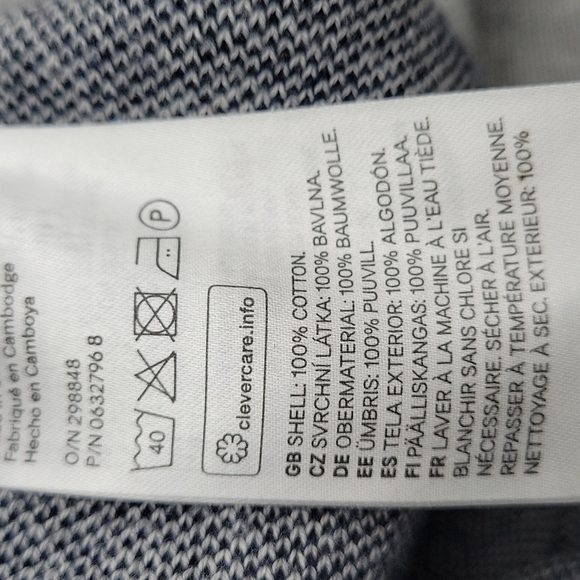 Fabriqué en Cambodge
Hecho en Camboya
O/N 298848
P/N 0632796 8
40
P
clevercare.info
GB SHELL: 100% COTTON.
CZ SVRCHNÍ LÁTKA: 100% BAVLNA.
DE OBERMATERIAL: 100% BAUMWOLLE.
EE ÜMBRIS: 100% PUUVILL.
ES TELA EXTERIOR: 100% ALGODÓN.
FI PÄÄLLISKANGAS: 100% PUUVILLAA.
FR LAVER À LA MACHINE À L'EAU TIÈDE.
BLANCHIR SANS CHLORE SI
NÉCESSAIRE. SÉCHER À L'AIR.
REPASSER À TEMPÉRATURE MOYENNE.
NETTOYAGE À SEC. EXTERIEUR: 100%